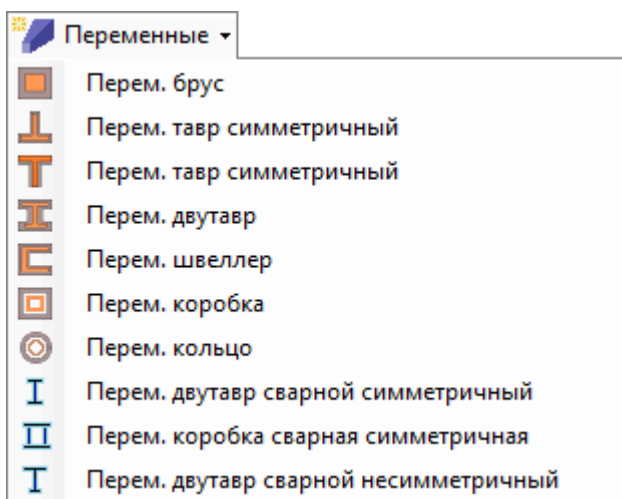 Переменные
Перем. брус
Перем. тавр симметричный
Перем. тавр симметричный
Перем. двутавр
Перем. швеллер
Перем. коробка
Перем. кольцо
Перем. двутавр сварной симметричный
Перем. коробка сварная симметричная
Перем. двутавр сварной несимметричный